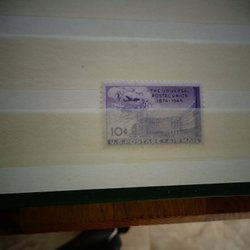 THE UNIVERSAL
POSTAL UNION
1874-1949
10¢
U.S. POSTAGE • AIR MAIL